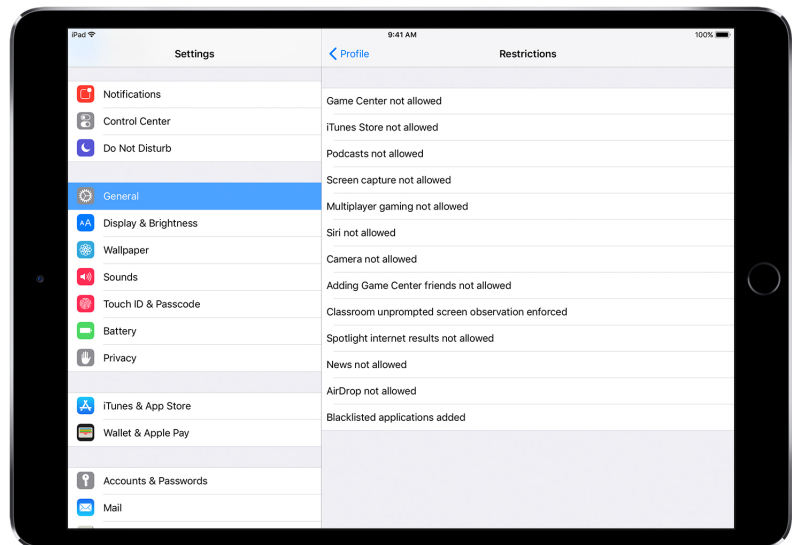 iPad
9:41 AM
100%
Settings
Profile
Restrictions
Notifications
Control Center
Do Not Disturb
General
AA Display & Brightness
Wallpaper
Sounds
Touch ID & Passcode
Battery
Privacy
iTunes & App Store
Wallet & Apple Pay
Accounts & Passwords
Mail
Game Center not allowed
iTunes Store not allowed
Podcasts not allowed
Screen capture not allowed
Multiplayer gaming not allowed
Siri not allowed
Camera not allowed
Adding Game Center friends not allowed
Classroom unprompted screen observation enforced
Spotlight internet results not allowed
News not allowed
AirDrop not allowed
Blacklisted applications added